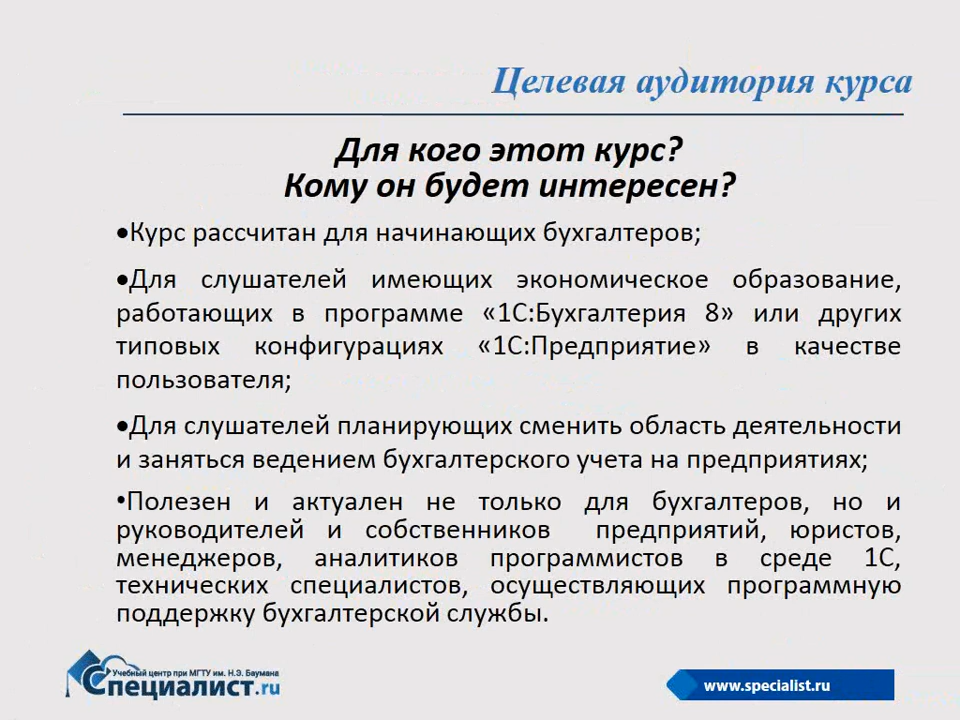 Целевая аудитория курса
Для кого этот курс?
Кому он будет интересен?
•Курс рассчитан для начинающих бухгалтеров;
•Для слушателей имеющих экономическое образование,
работающих в программе «1С:Бухгалтерия 8» или других
типовых конфигурациях «1С:Предприятие» в качестве
пользователя;
•Для слушателей планирующих сменить область деятельности
и заняться ведением бухгалтерского учета на предприятиях;
•Полезен и актуален не только для бухгалтеров, но и
руководителей и собственников предприятий, юристов,
менеджеров, аналитиков программистов в среде 1С,
технических специалистов, осуществляющих программную
поддержку бухгалтерской службы.
Учебный центр при МГТУ им. Н.Э. Баумана
Специалист.ru
www.specialist.ru